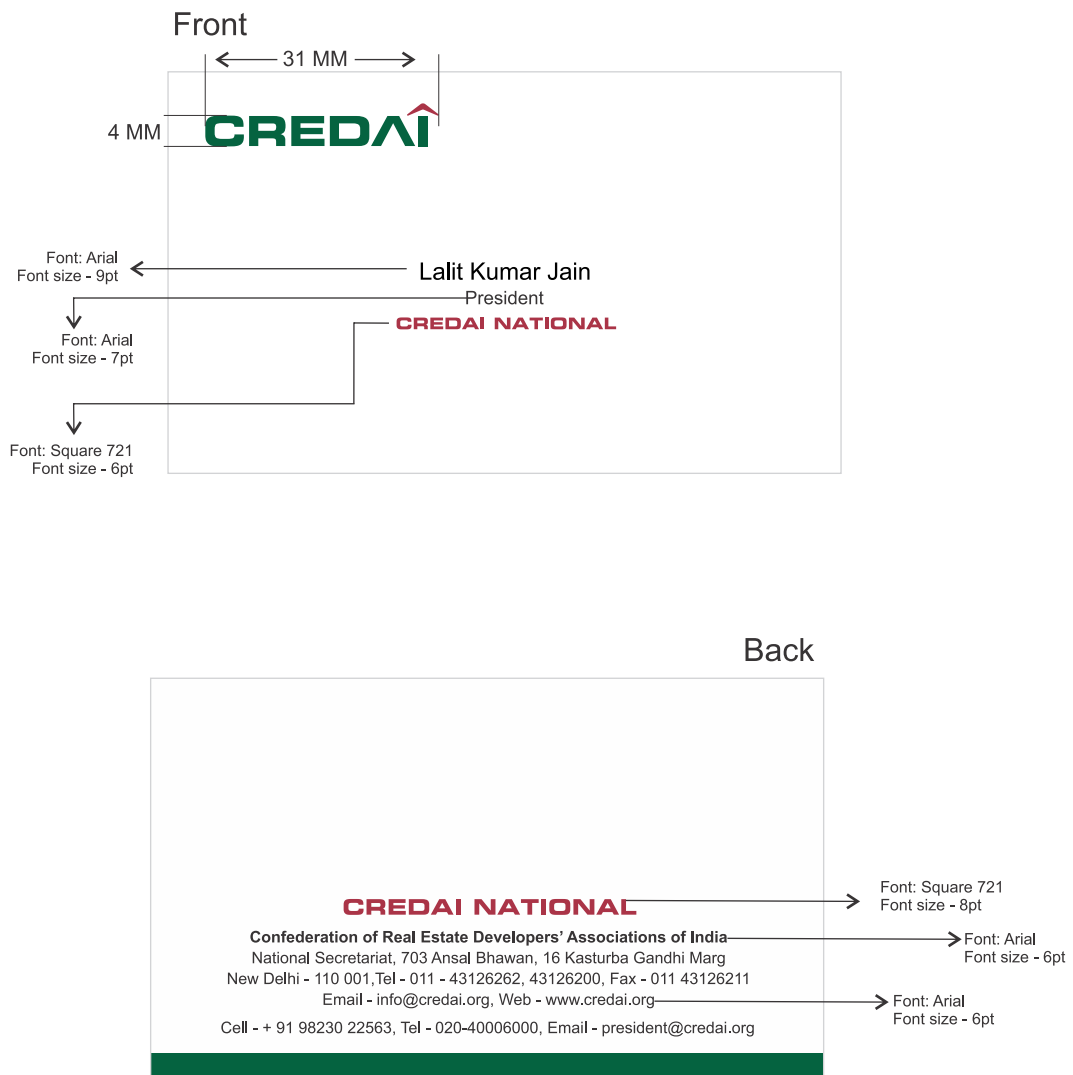 Front
31 MM
4 MM
CREDAI
Font: Arial
Font size - 9pt
Lalit Kumar Jain
President
CREDAI NATIONAL
Font: Arial
Font size - 7pt
Font: Square 721
Font size - 6pt
Back
CREDAI NATIONAL
Font: Square 721
Font size - 8pt
Confederation of Real Estate Developers’ Associations of India
Font: Arial
Font size - 6pt
National Secretariat, 703 Ansal Bhawan, 16 Kasturba Gandhi Marg
New Delhi - 110 001,Tel - 011 - 43126262, 43126200, Fax - 011 43126211
Email - info@credai.org, Web - www.credai.org
Font: Arial
Font size - 6pt
Cell - + 91 98230 22563, Tel - 020-40006000, Email - president@credai.org